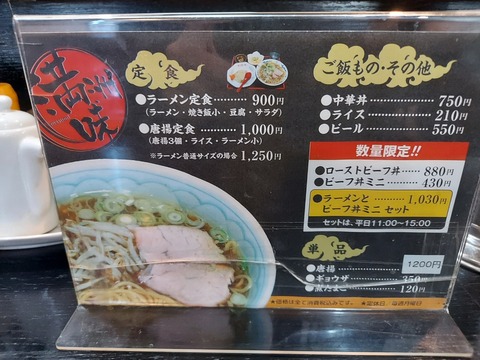 満洲味
定食
●ラーメン定食…………900円
(ラーメン・焼き飯小・豆腐・サラダ)
●唐揚定食…………1,000円
(唐揚3個・ライス・ラーメン小)
※ラーメン普通サイズの場合 1,250円
ご飯もの・その他
●中華丼…………750円
●ライス…………210円
●ビール…………550円
数量限定!!
●ローストビーフ丼……880円
●ビーフ丼ミニ……430円
●ラーメンと…………1,030円
ビーフ丼ミニ セット
セットは、平日11:00~15:00
単品
●唐揚…………1200円
●ギョウザ…………350円
●煮たまご…………120円